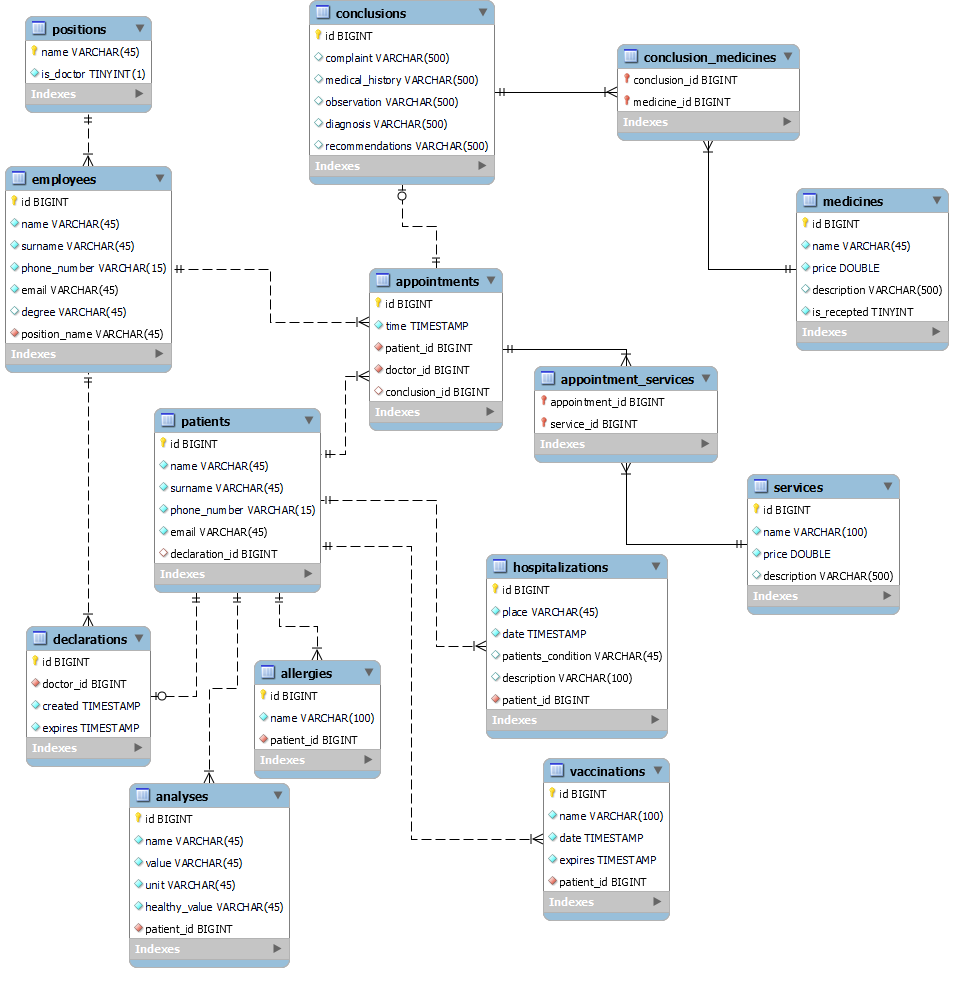 positions
name VARCHAR(45)
is_doctor TINYINT(1)
Indexes
conclusions
id BIGINT
complaint VARCHAR(500)
medical_history VARCHAR(500)
observation VARCHAR(500)
diagnosis VARCHAR(500)
recommendations VARCHAR(500)
Indexes
conclusion_medicines
conclusion_id BIGINT
medicine_id BIGINT
Indexes
employees
id BIGINT
name VARCHAR(45)
surname VARCHAR(45)
phone_number VARCHAR(15)
email VARCHAR(45)
degree VARCHAR(45)
position_name VARCHAR(45)
Indexes
medicines
id BIGINT
name VARCHAR(45)
price DOUBLE
description VARCHAR(500)
is_recepted TINYINT
Indexes
appointments
id BIGINT
time TIMESTAMP
patient_id BIGINT
doctor_id BIGINT
conclusion_id BIGINT
Indexes
appointment_services
appointment_id BIGINT
service_id BIGINT
Indexes
patients
id BIGINT
name VARCHAR(45)
surname VARCHAR(45)
phone_number VARCHAR(15)
email VARCHAR(45)
declaration_id BIGINT
Indexes
services
id BIGINT
name VARCHAR(100)
price DOUBLE
description VARCHAR(500)
Indexes
hospitalizations
id BIGINT
place VARCHAR(45)
date TIMESTAMP
patients_condition VARCHAR(45)
description VARCHAR(100)
patient_id BIGINT
Indexes
declarations
id BIGINT
doctor_id BIGINT
created TIMESTAMP
expires TIMESTAMP
Indexes
allergies
id BIGINT
name VARCHAR(100)
patient_id BIGINT
Indexes
vaccinations
id BIGINT
name VARCHAR(100)
date TIMESTAMP
expires TIMESTAMP
patient_id BIGINT
Indexes
analyses
id BIGINT
name VARCHAR(45)
value VARCHAR(45)
unit VARCHAR(45)
healthy_value VARCHAR(45)
patient_id BIGINT
Indexes